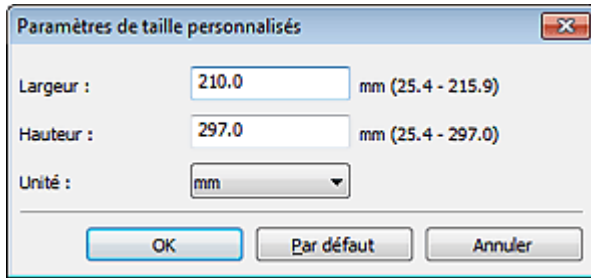 Paramètres de taille personnalisés
Largeur : 210.0 mm (25.4 - 215.9)
Hauteur : 297.0 mm (25.4 - 297.0)
Unité : mm
OK Par défaut Annuler